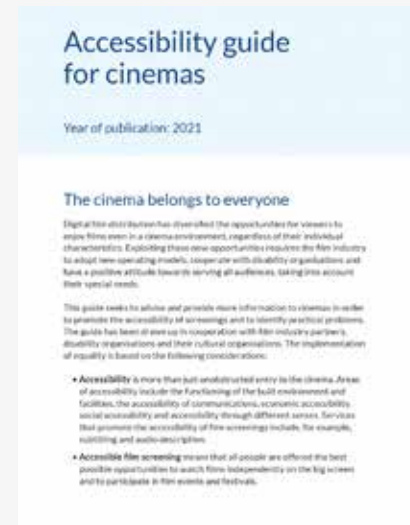 Accessibility guide
for cinemas
Year of publication: 2021
The cinema belongs to everyone
Digital film distribution has diversified the opportunities for viewers to
enjoy films even in a cinema environment, regardless of their individual
characteristics. Exploiting these new opportunities requires the film industry
to adopt new operating models, cooperate with disability organisations and
have a positive attitude towards serving all audiences, taking into account
their special needs.
This guide seeks to advise and provide more information to cinemas in order
to promote the accessibility of screenings and to identify practical problems.
The guide has been drawn up in cooperation with film industry partners,
disability organisations and their cultural organisations. The implementation
of equality is based on the following considerations:
• Accessibility is more than just unobstructed entry to the cinema. Areas
of accessibility include the functioning of the built environment and
facilities, the accessibility of communications, economic accessibility,
social accessibility and accessibility through different senses. Services
that promote the accessibility of film screenings include, for example,
subtitling and audio description.
• Accessible film screening means that all people are offered the best
possible opportunities to watch films independently on the big screen
and to participate in film events and festivals.